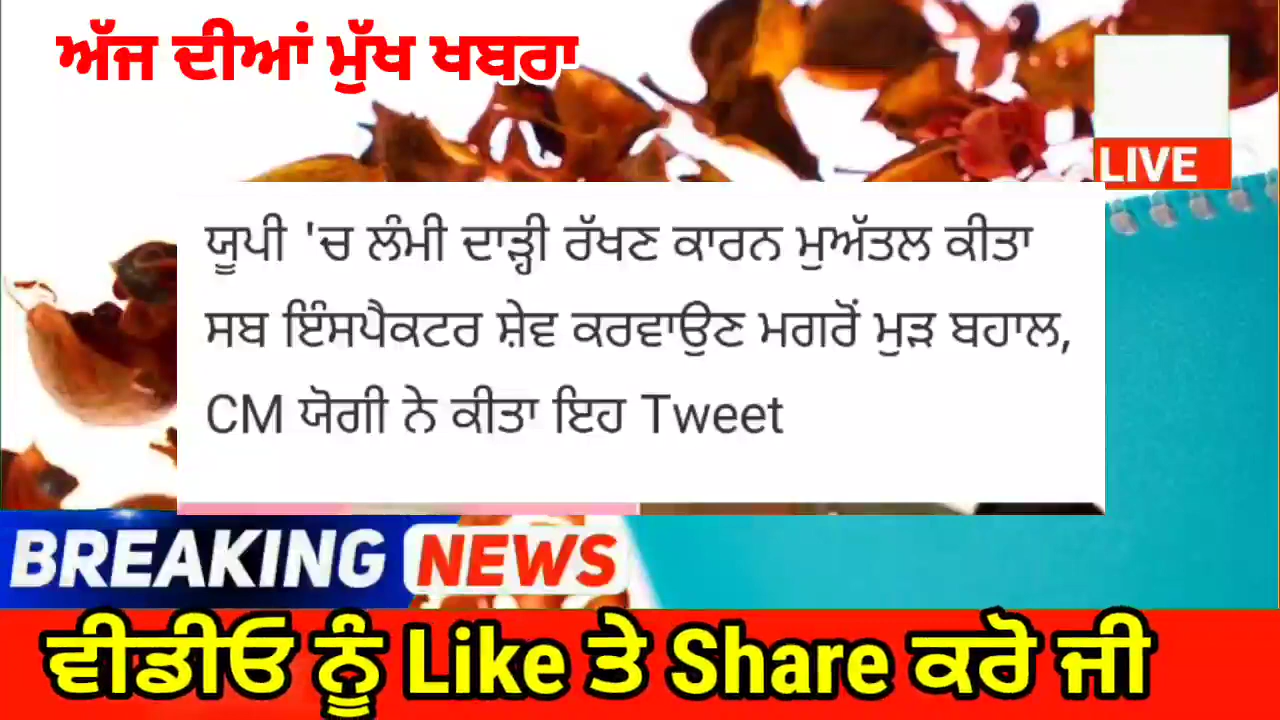 ਅੱਜ ਦੀਆਂ ਮੁੱਖ ਖਬਰਾ
LIVE
ਯੂਪੀ 'ਚ ਲੰਮੀ ਦਾੜ੍ਹੀ ਰੱਖਣ ਕਾਰਨ ਮੁਅੱਤਲ ਕੀਤਾ
ਸਬ ਇੰਸਪੈਕਟਰ ਸ਼ੇਵ ਕਰਵਾਉਣ ਮਗਰੋਂ ਮੁੜ ਬਹਾਲ,
CM ਯੋਗੀ ਨੇ ਕੀਤਾ ਇਹ Tweet
BREAKING NEWS
ਵੀਡੀਓ ਨੂੰ Like ਤੇ Share ਕਰੋ ਜੀ